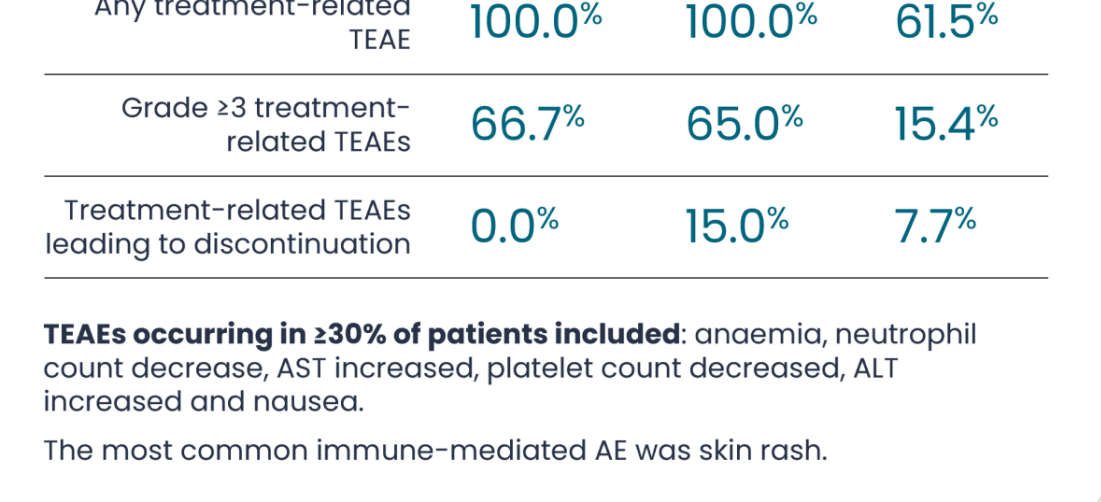 Any treatment-related
TEAE 100.0% 100.0% 61.5%
Grade ≥3 treatment-
related TEAEs 66.7% 65.0% 15.4%
Treatment-related TEAEs
leading to discontinuation 0.0% 15.0% 7.7%
TEAEs occurring in ≥30% of patients included: anaemia, neutrophil
count decrease, AST increased, platelet count decreased, ALT
increased and nausea.
The most common immune-mediated AE was skin rash.